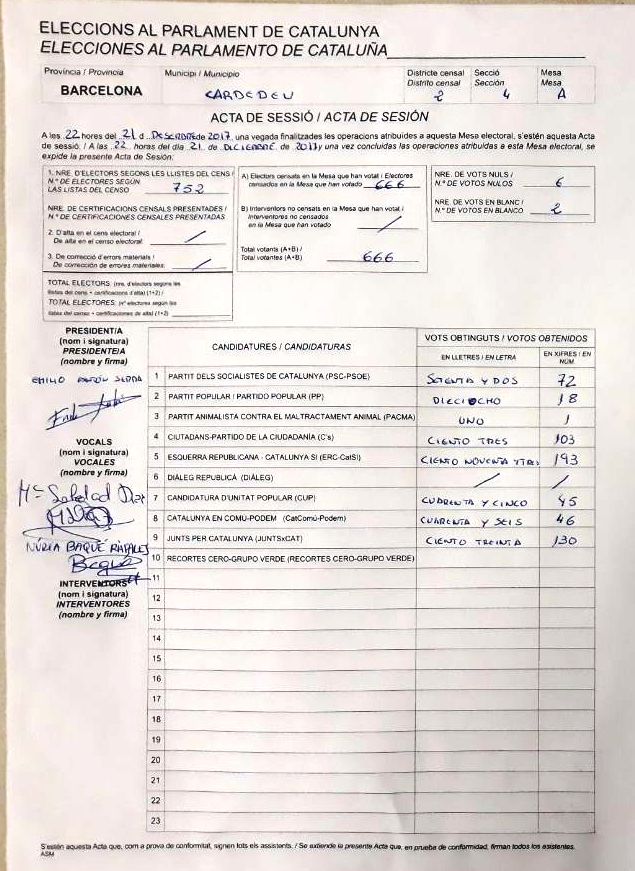 ELECCIONS AL PARLAMENT DE CATALUNYA
ELECCIONES AL PARLAMENTO DE CATALUÑA
Província / Provincia
BARCELONA
Municipi / Municipio
CARDEDEU
Districte censal
Distrito censal
2
Secció
Sección
4
Mesa
Mesa
A
ACTA DE SESSIÓ / ACTA DE SESIÓN
A les 22 hores del 21 d DESEMBRE de 2017, una vegada finalitzades les operacions atribuides a aquesta Mesa electoral, s'estén aquesta Acta
de sessió./ A las 22 horas del día 21 de DICIEMBRE de 2017, una vez concluidas las operaciones atribuidas a esta Mesa electoral, se
expide la presente Acta de Sesión:
1. NRE. D'ELECTORS SEGONS LES LLISTES DEL CENS /
N.º DE ELECTORES SEGÚN
LAS LISTAS DEL CENSO 752
NRE. DE CERTIFICACIONS CENSALS PRESENTADES /
N.º DE CERTIFICACIONES CENSALES PRESENTADAS
2. D'alta en el cens electoral /
De alta en el censo electoral. /
3. De correcció d'errors materials /
De corrección de errores materiales /
TOTAL ELECTORS (nre. d'electors segons les
llistes del cens + certificacions d'alta) (1+2) /
TOTAL ELECTORES (Nº electores según las
listas del censo + certificaciones de alta) (1+2)
A) Electors censats en la Mesa que han votat / Electores
censados en la Mesa que han votado 666
B) Interventors no censats en la Mesa que han votat /
Interventores no censados
en la Mesa que han votado /
Total votants (A+B) /
Total votantes (A+B) 666
NRE. DE VOTS NULS /
N.º DE VOTOS NULOS 6
NRE. DE VOTS EN BLANC /
N.º DE VOTOS EN BLANCO 2
PRESIDENT/A
(nom i signatura)
PRESIDENTE/A
(nombre y firma)
EMILIO
VOCALS
(nom i signatura)
VOCALES
(nombre y firma)
Mª Soledad Diaz
NÚRIA BAQUÉ RÀFALES
Baqué
INTERVENTORS
(nom i signatura)
INTERVENTORES
(nombre y firma)
CANDIDATURES / CANDIDATURAS
VOTS OBTINGUTS / VOTOS OBTENIDOS
EN LLETRES / EN LETRA
EN XIFRES / EN NÚM.
1 PARTIT DELS SOCIALISTES DE CATALUNYA (PSC-PSOE) SETENTA Y DOS 72
2 PARTIT POPULAR / PARTIDO POPULAR (PP) DIECIOCHO 18
3 PARTIT ANIMALISTA CONTRA EL MALTRACTAMENT ANIMAL (PACMA) UNO 1
4 CIUTADANS-PARTIDO DE LA CIUDADANÍA (C's) CIENTO TRES 103
5 ESQUERRA REPUBLICANA - CATALUNYA SI (ERC-CatSI) CIENTO NOVENTA Y TRES 193
6 DIÀLEG REPUBLICÀ (DIÀLEG) / /
7 CANDIDATURA D'UNITAT POPULAR (CUP) CUARENTA Y CINCO 45
8 CATALUNYA EN COMÚ-PODEM (CatComú-Podem) CUARENTA Y SEIS 46
9 JUNTS PER CATALUNYA (JUNTSxCAT) CIENTO TREINTA 130
10 RECORTES CERO-GRUPO VERDE (RECORTES CERO-GRUPO VERDE)
11
12
13
14
15
16
17
18
19
20
21
22
23
S'estén aquesta Acta que, com a prova de conformitat, signen tots els assistents. / Se extiende la presente Acta que, en prueba de conformidad, firman todos los asistentes.
ASM